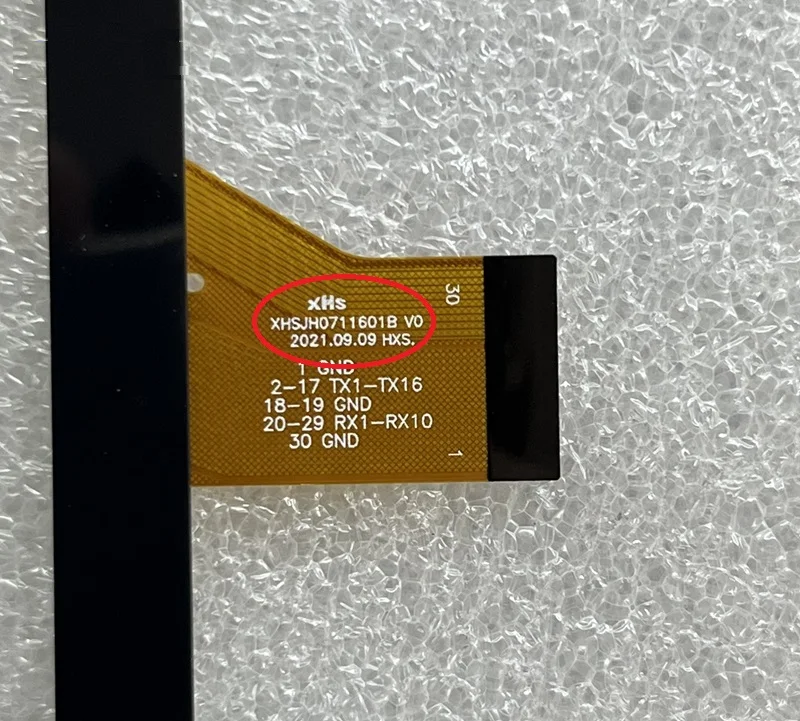 xHs
XHSJH0711601B V0
2021.09.09 HXS.
1 GND
2-17 TX1-TX16
18-19 GND
20-29 RX1-RX10
30 GND
30
1